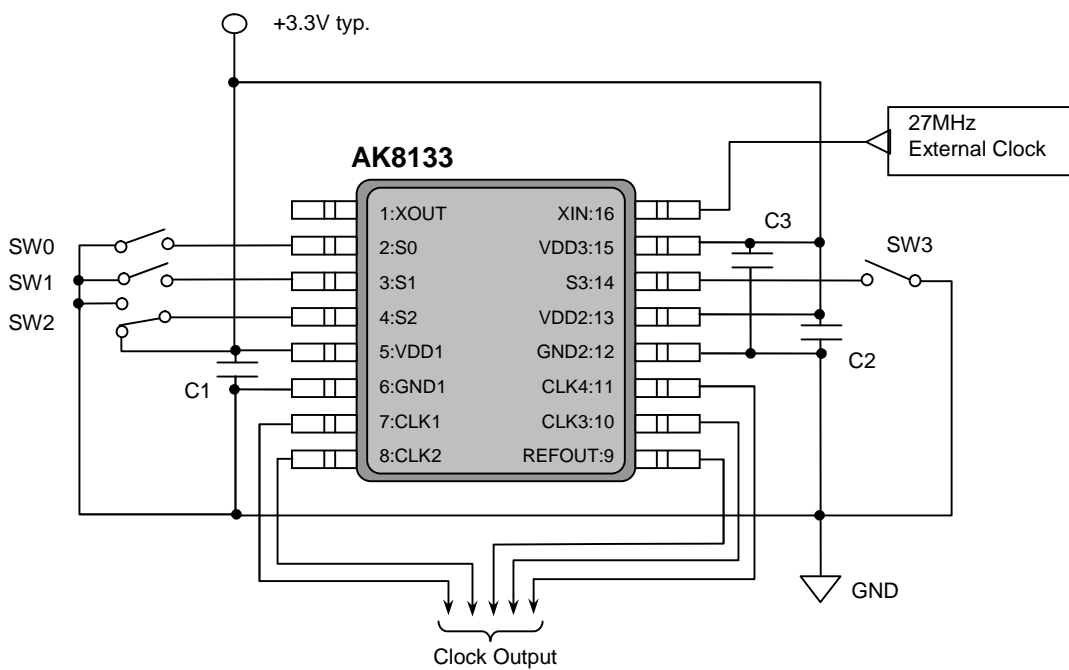 +3.3V typ.
27MHz
External Clock
AK8133
1:XOUT
XIN:16
C3
SW0
2:S0
VDD3:15
SW3
SW1
3:S1
S3:14
SW2
4:S2
VDD2:13
5:VDD1
GND2:12
C2
C1
6:GND1
CLK4:11
7:CLK1
CLK3:10
8:CLK2
REFOUT:9
GND
Clock Output